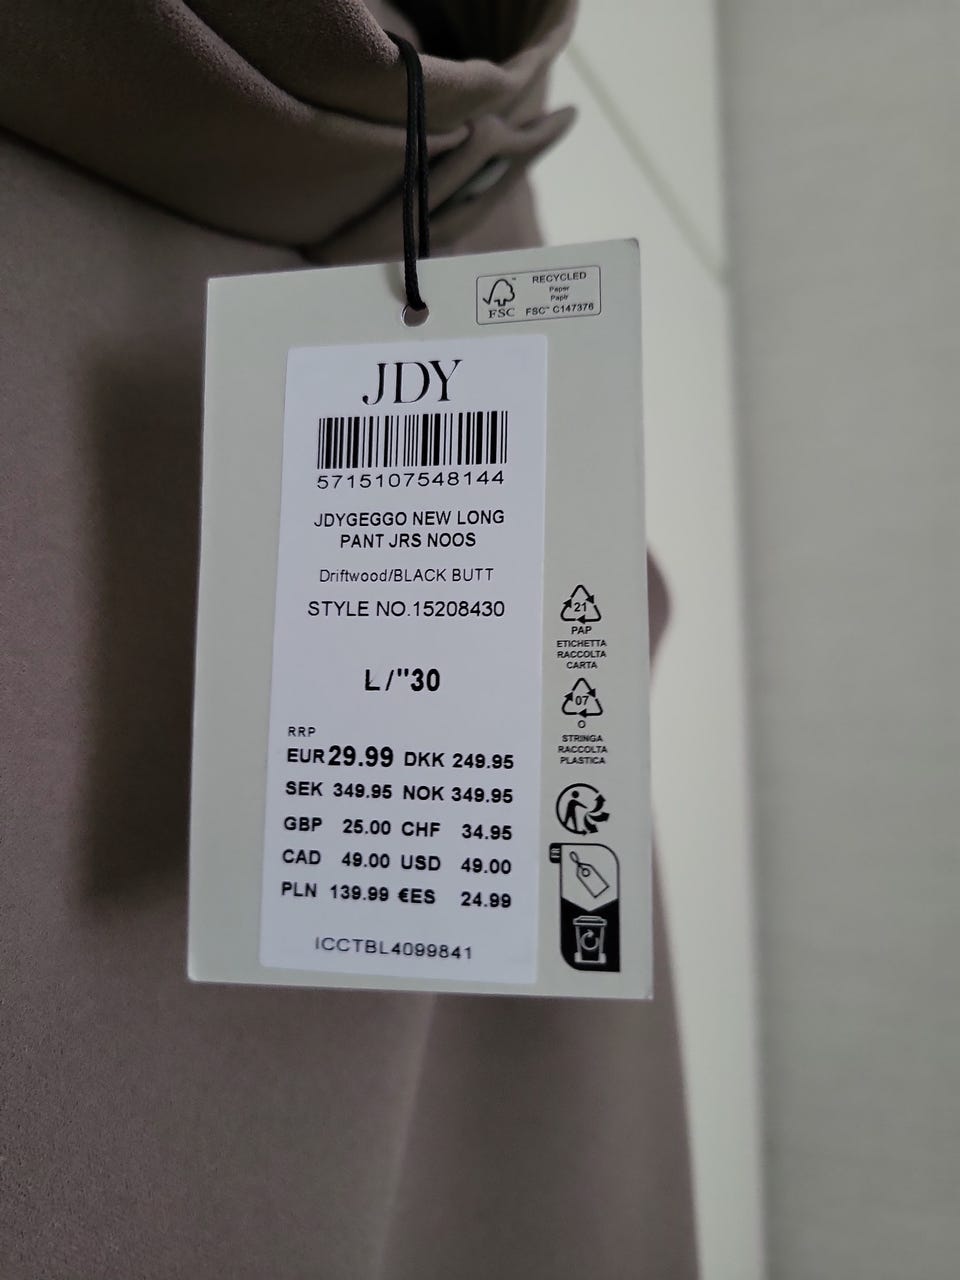 RECYCLED
Paper
Papir
FSC™ C147376
FSC
JDY
5715107548144
JDYGEGGO NEW LONG
PANT JRS NOOS
Driftwood/BLACK BUTT
STYLE NO.15208430
L/"30
RRP
EUR 29.99 DKK 249.95
SEK 349.95 NOK 349.95
GBP 25.00 CHF 34.95
CAD 49.00 USD 49.00
PLN 139.99 €ES 24.99
ICCTBL4099841
21
PAP
ETICHETTA
RACCOLTA
CARTA
07
O
STRINGA
RACCOLTA
PLASTICA
FR